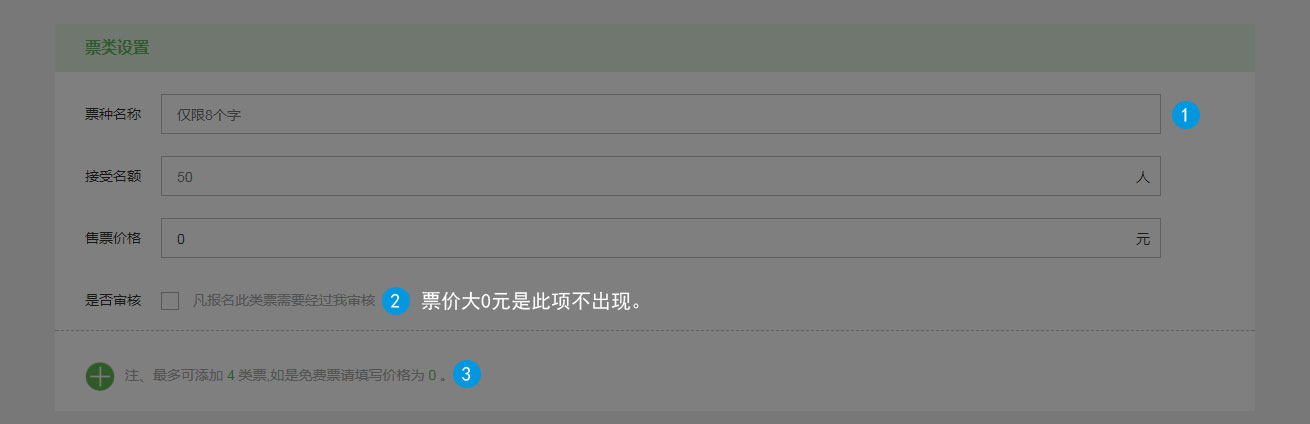 票类设置
票种名称 仅限8个字 1
接受名额 50 人
售票价格 0 元
是否审核 凡报名此类票需要经过我审核 2 票价大0元是此项不出现。
注、最多可添加 4 类票,如是免费票请填写价格为 0 。 3